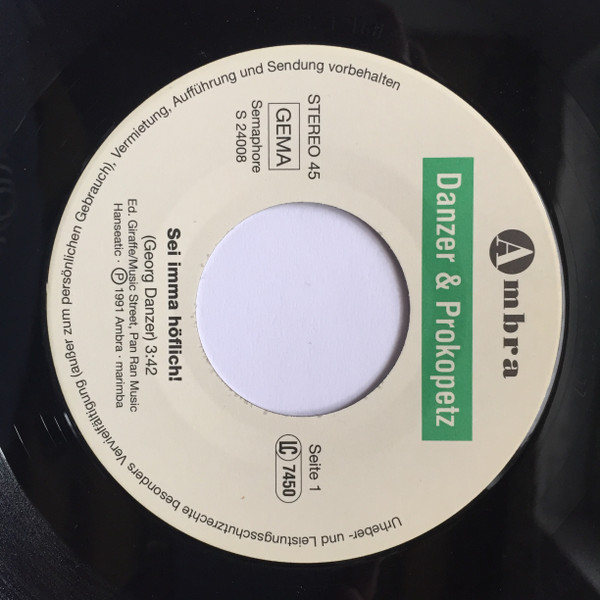 Ambra
Danzer & Prokopetz
STEREO 45
GEMA
Semaphore
S 24008
Seite 1
LC 7450
Sei imma höflich!
(Georg Danzer) 3:42
Ed. Giraffe/Music Street, Pan Ran Music
Hanseatic · Ⓟ 1991 Ambra · marimba
Urheber- und Leistungsschutzrechte besonders Vervielfältigung (außer zum persönlichen Gebrauch), Vermietung, Aufführung und Sendung vorbehalten